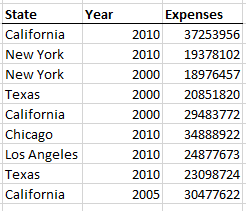 State Year Expenses
California 2010 37253956
New York 2010 19378102
New York 2000 18976457
Texas 2000 20851820
California 2000 29483772
Chicago 2010 34888922
Los Angeles 2010 24877673
Texas 2010 23098724
California 2005 30477622